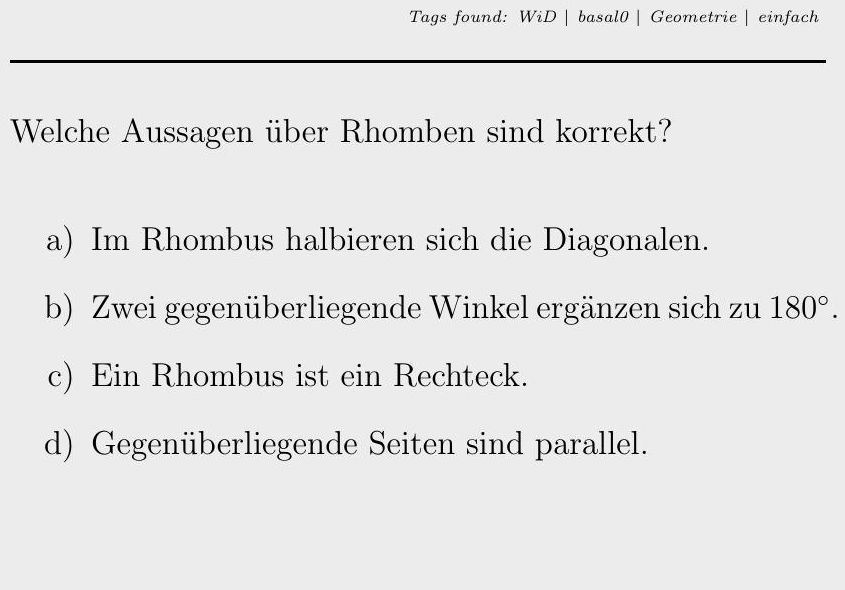 Tags found: WiD | basal0 | Geometrie | einfach
Welche Aussagen über Rhomben sind korrekt?
a) Im Rhombus halbieren sich die Diagonalen.
b) Zwei gegenüberliegende Winkel ergänzen sich zu 180°.
c) Ein Rhombus ist ein Rechteck.
d) Gegenüberliegende Seiten sind parallel.